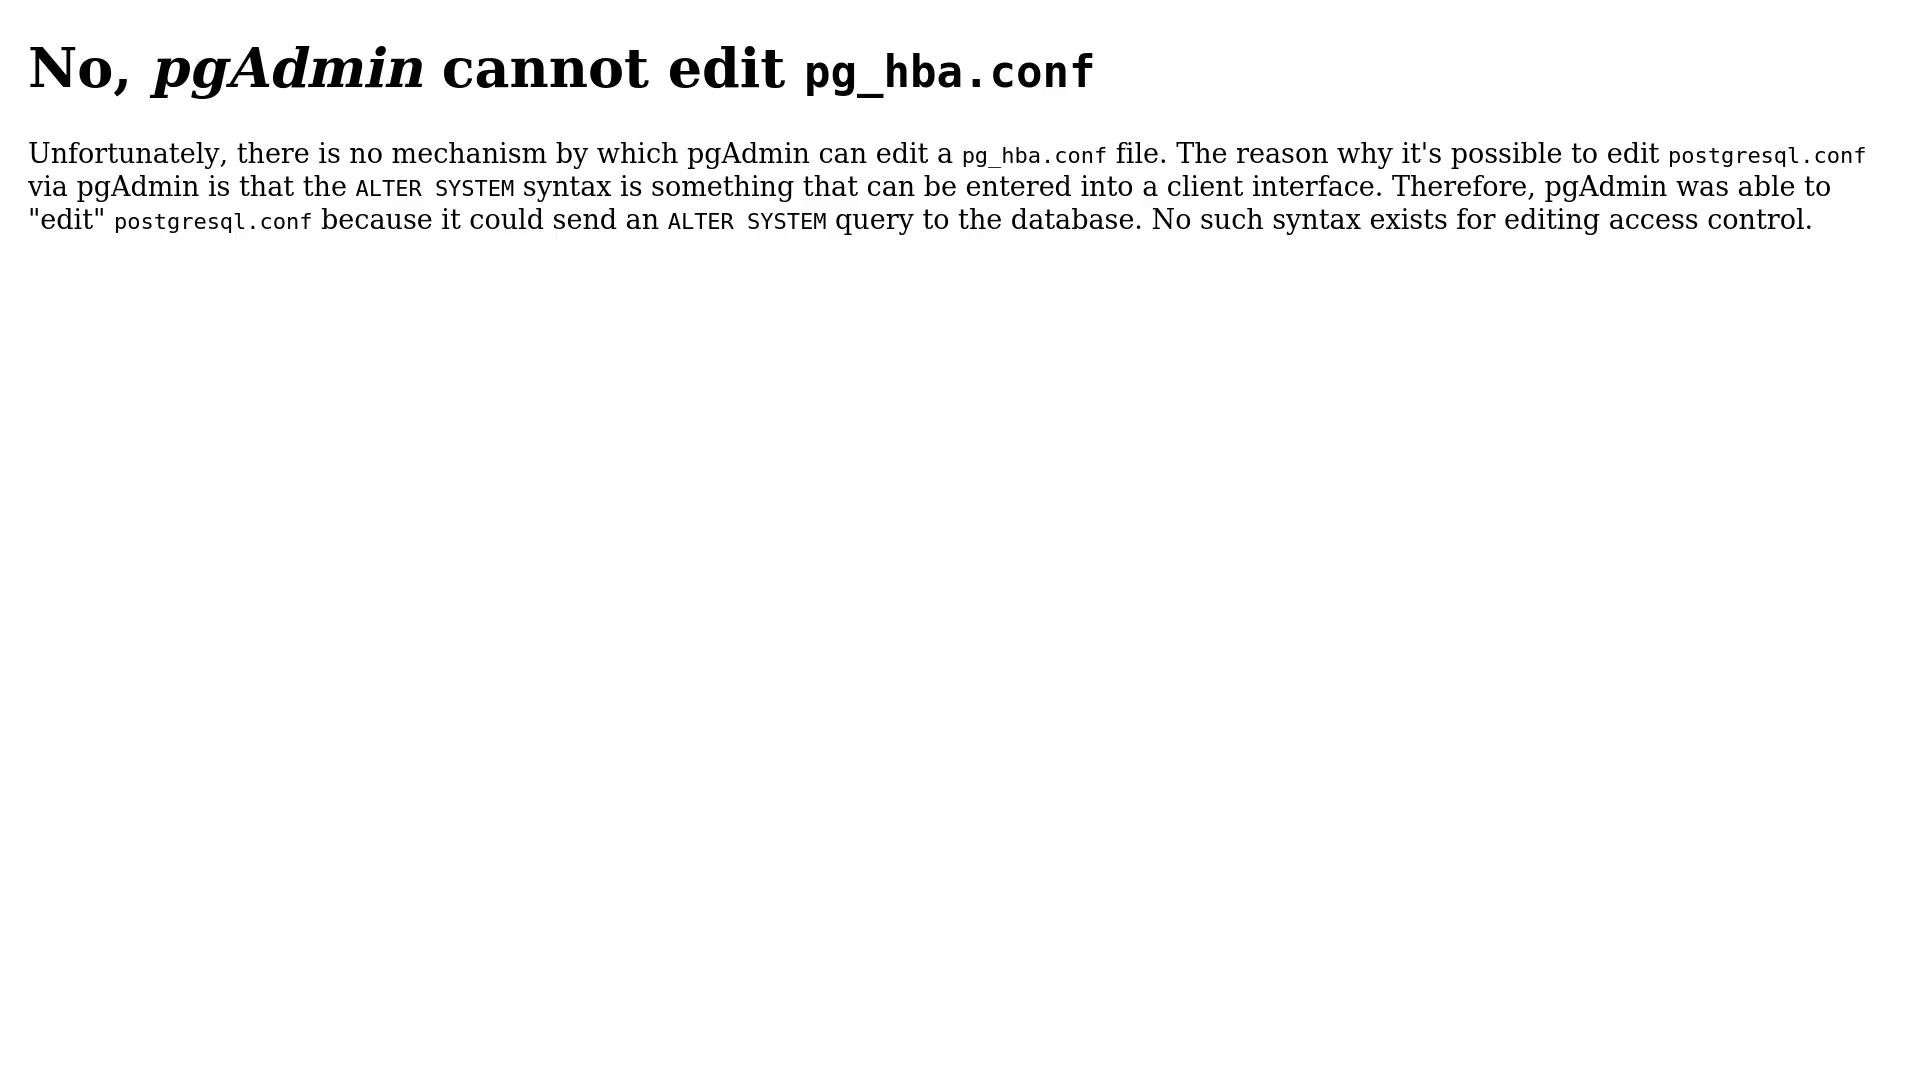 No, pgAdmin cannot edit pg_hba.conf
Unfortunately, there is no mechanism by which pgAdmin can edit a pg_hba.conf file. The reason why it's possible to edit postgresql.conf
via pgAdmin is that the ALTER SYSTEM syntax is something that can be entered into a client interface. Therefore, pgAdmin was able to
"edit" postgresql.conf because it could send an ALTER SYSTEM query to the database. No such syntax exists for editing access control.